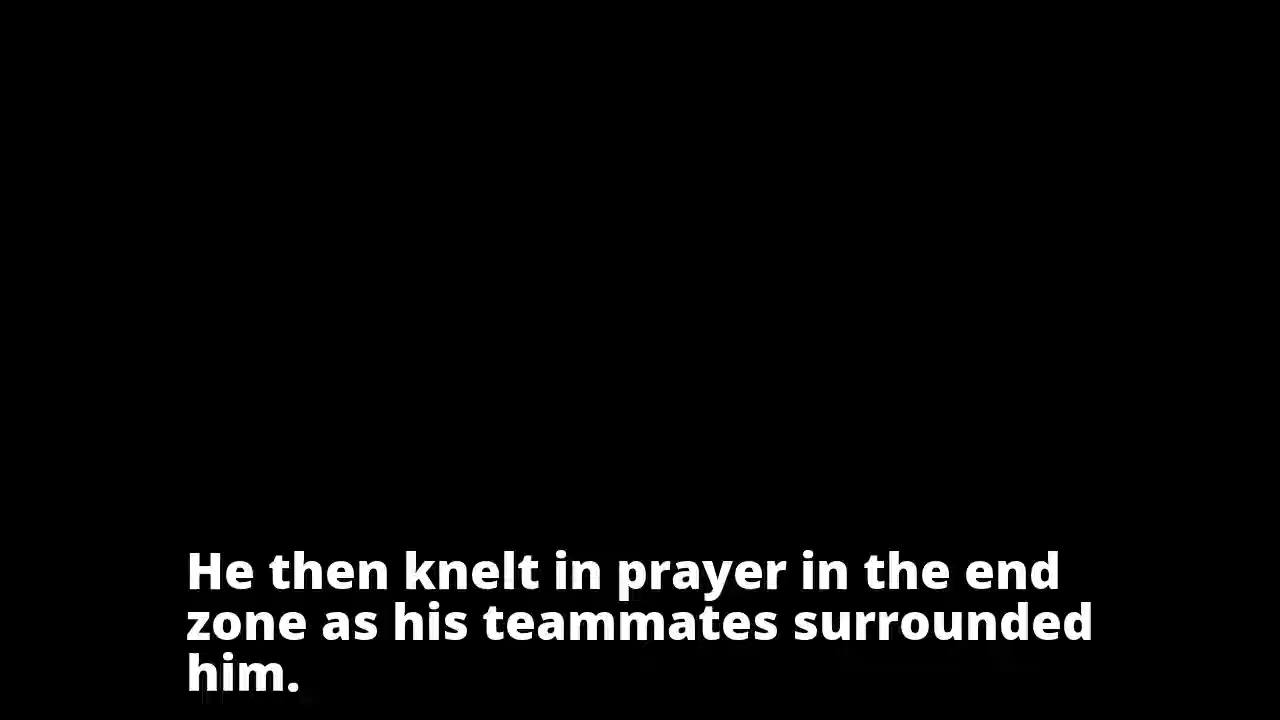 He then knelt in prayer in the end
zone as his teammates surrounded
him.